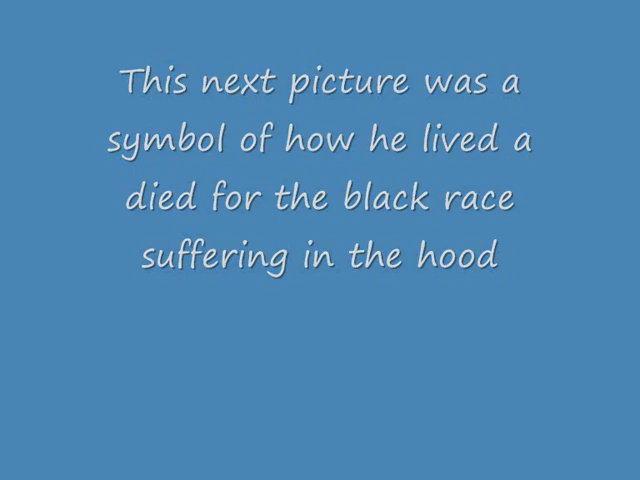 This next picture was a
symbol of how he lived a
died for the black race
suffering in the hood